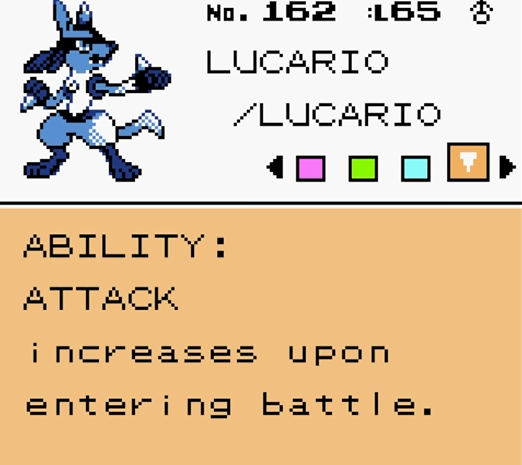 No. 162 :L65 ♂
LUCARIO
/LUCARIO
ABILITY:
ATTACK
increases upon
entering battle.